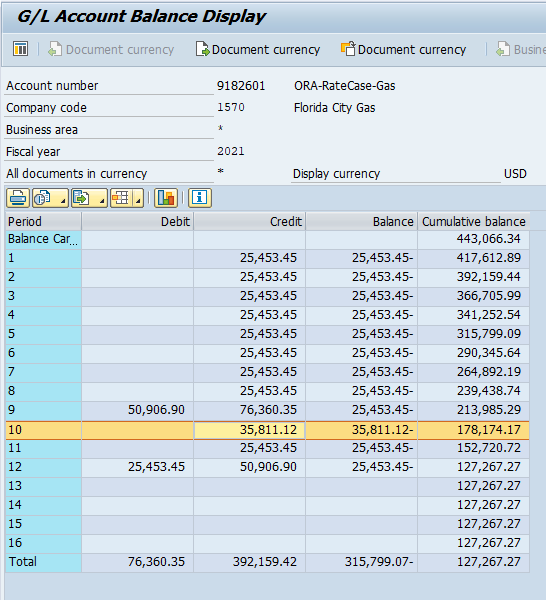 G/L Account Balance Display
Document currency Document currency Document currency Busine
Account number 9182601 ORA-RateCase-Gas
Company code 1570 Florida City Gas
Business area *
Fiscal year 2021
All documents in currency * Display currency USD
Period Debit Credit Balance Cumulative balance
Balance Car... 443,066.34
1 25,453.45 25,453.45- 417,612.89
2 25,453.45 25,453.45- 392,159.44
3 25,453.45 25,453.45- 366,705.99
4 25,453.45 25,453.45- 341,252.54
5 25,453.45 25,453.45- 315,799.09
6 25,453.45 25,453.45- 290,345.64
7 25,453.45 25,453.45- 264,892.19
8 25,453.45 25,453.45- 239,438.74
9 50,906.90 76,360.35 25,453.45- 213,985.29
10 35,811.12 35,811.12- 178,174.17
11 25,453.45 25,453.45- 152,720.72
12 25,453.45 50,906.90 25,453.45- 127,267.27
13 127,267.27
14 127,267.27
15 127,267.27
16 127,267.27
Total 76,360.35 392,159.42 315,799.07- 127,267.27